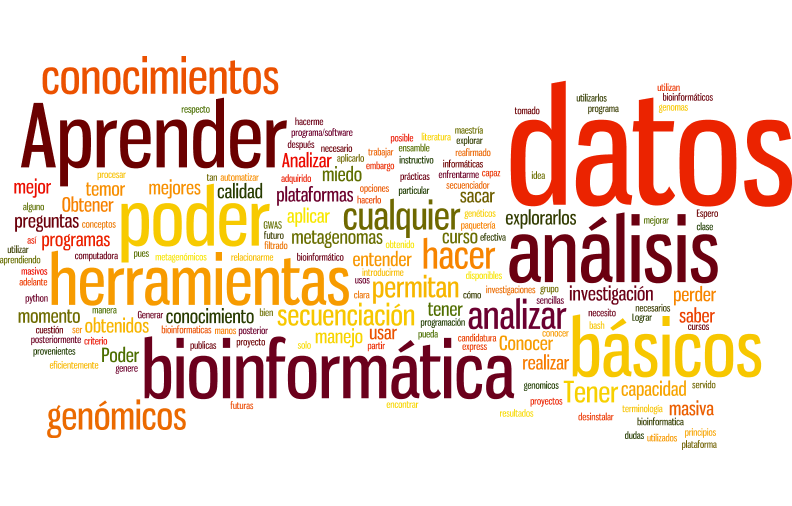 conocimientos
Aprender
datos
respecto
hacerme
programa/software
después necesario
Analizar aplicarlo
adquirido miedo
posible literatura maestría
trabajar ensamble explorar
embargo instructivo reafirmado
informáticas
prácticas enfrentarme capaz
opciones particular secuenciador
hacerlo sacar
tomado utilizarlos programa
utilizan
bioinformáticos
genomas
idea
procesar
mejor temor mejores tan automatizar
calidad plataformas
alguno Obtener
preguntas conceptos
poder GWAS aplicar cualquier genéticos explorarlos
paquetería
mejorar Espero
clase
así programas futuro metagenomas obtenido curso efectiva
filtrado
utilizar computadora pues metagenómicos relacionarme bioinformático entender hacer análisis
aprendiendo
masivos
adelante
herramientas introducirme disponibles
usos permitan cómo investigaciones grupo investigación perder
python clara sencillas
momento manera Generar conocimiento bien secuenciación tener analizar necesito necesarios saber
Lograr
cuestión ser obtenidos bioinformaticas manos posterior programación bash cursos
posteriormente criterio manejo usar pueda candidatura Conocer conocer básicos
provenientes Poder publicas proyecto solo partir express realizar
eficientemente genere bioinformática genomicos Tener capacidad servido
genómicos futuras encontrar proyectos terminología masiva
resultados desinstalar bioinformatica
dudas utilizados principios
plataforma